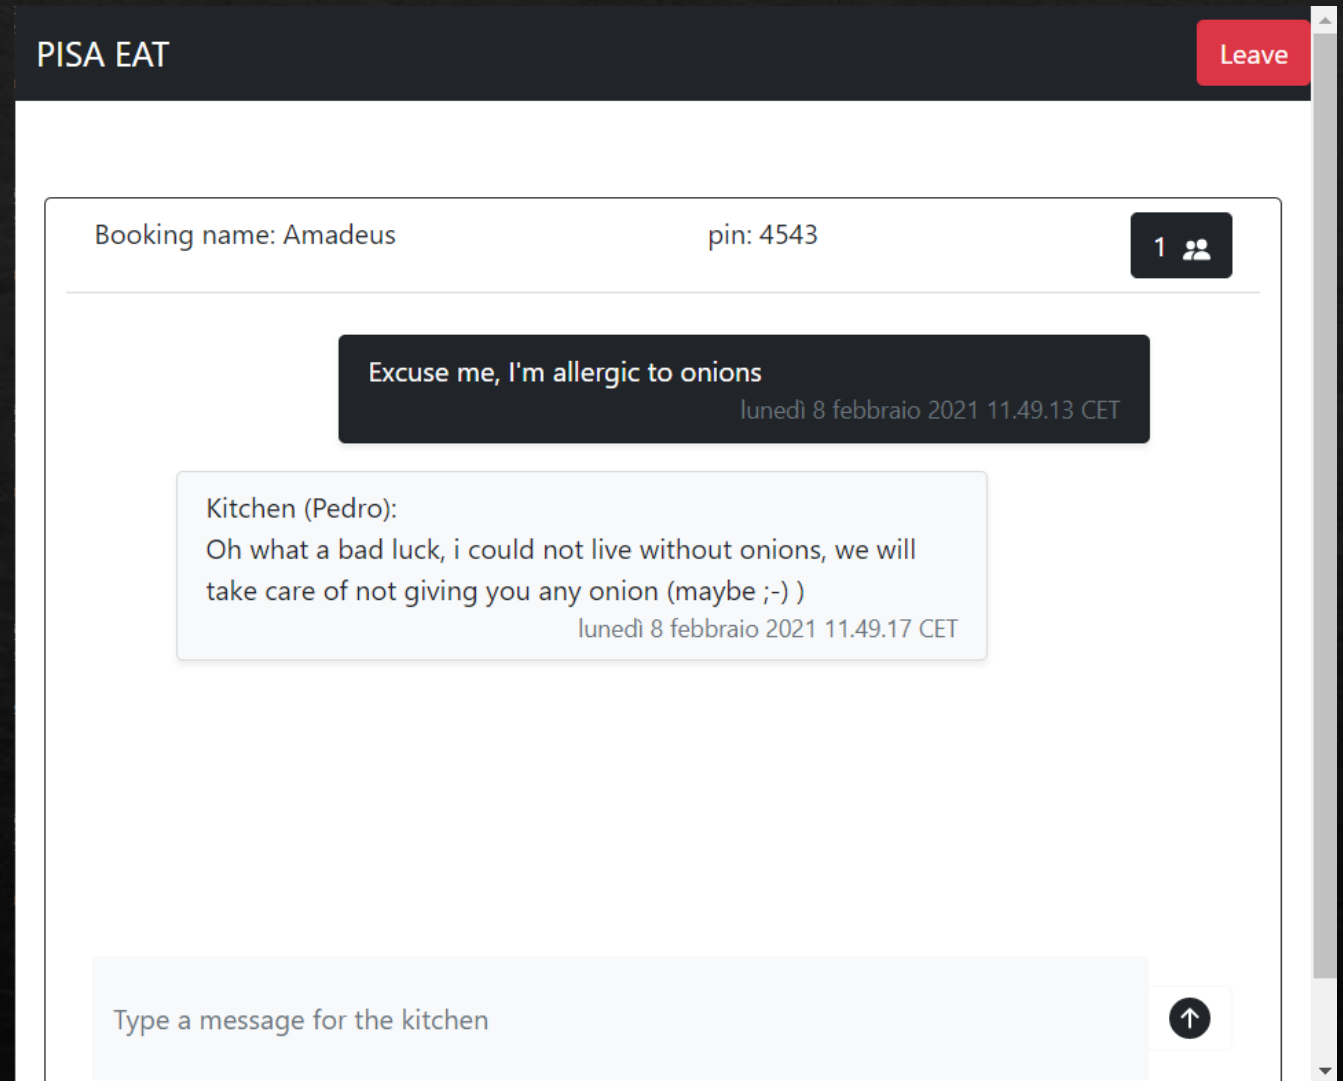 PISA EAT
Leave
Booking name: Amadeus
pin: 4543
1
Excuse me, I'm allergic to onions
lunedì 8 febbraio 2021 11.49.13 CET
Kitchen (Pedro):
Oh what a bad luck, i could not live without onions, we will
take care of not giving you any onion (maybe ;-) )
lunedì 8 febbraio 2021 11.49.17 CET
Type a message for the kitchen